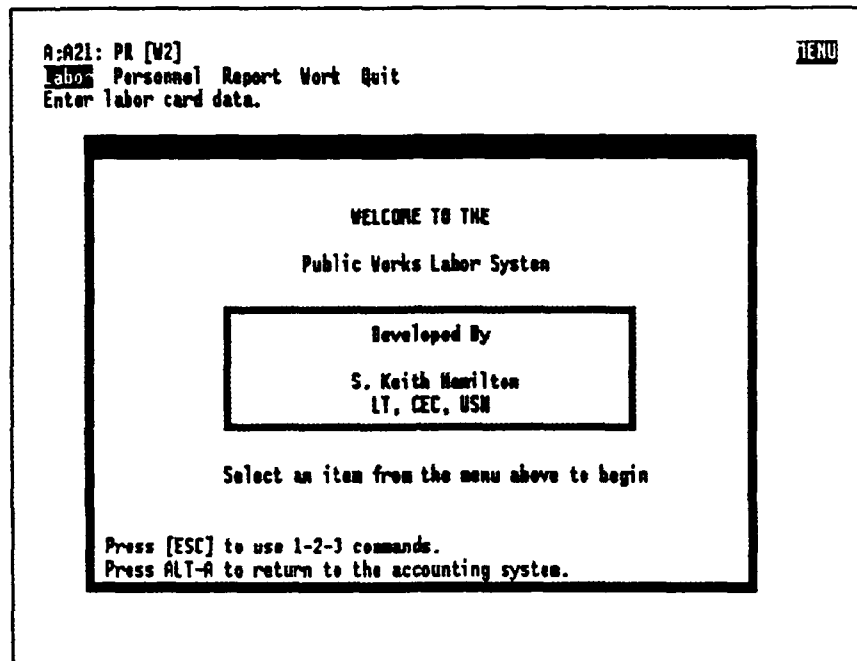 A:A21: PR [W2] MENU
Labor Personnel Report Work Quit
Enter labor card data.
WELCOME TO THE
Public Works Labor System
Developed By
S. Keith Hamilton
LT, CEC, USN
Select an item from the menu above to begin
Press [ESC] to use 1-2-3 commands.
Press ALT-A to return to the accounting system.